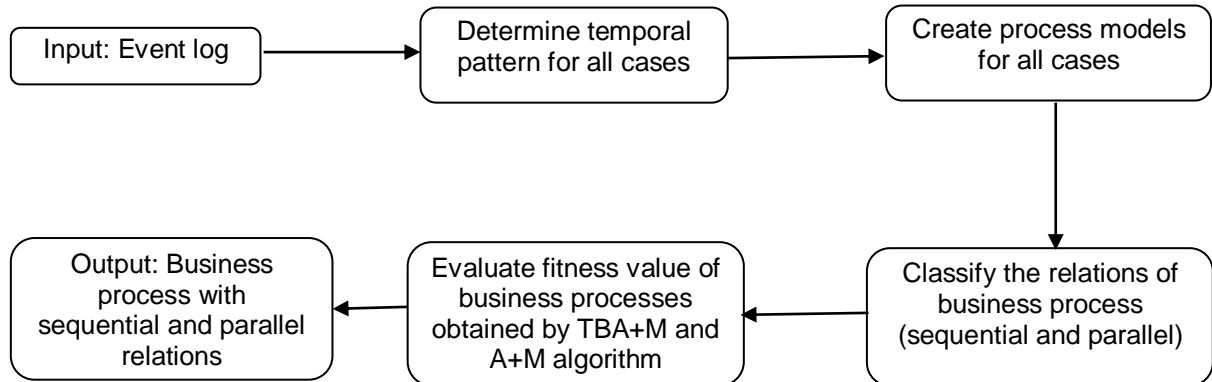 Input: Event log
Determine temporal
pattern for all cases
Create process models
for all cases
Classify the relations of
business process
(sequential and parallel)
Evaluate fitness value of
business processes
obtained by TBA+M and
A+M algorithm
Output: Business
process with
sequential and parallel
relations